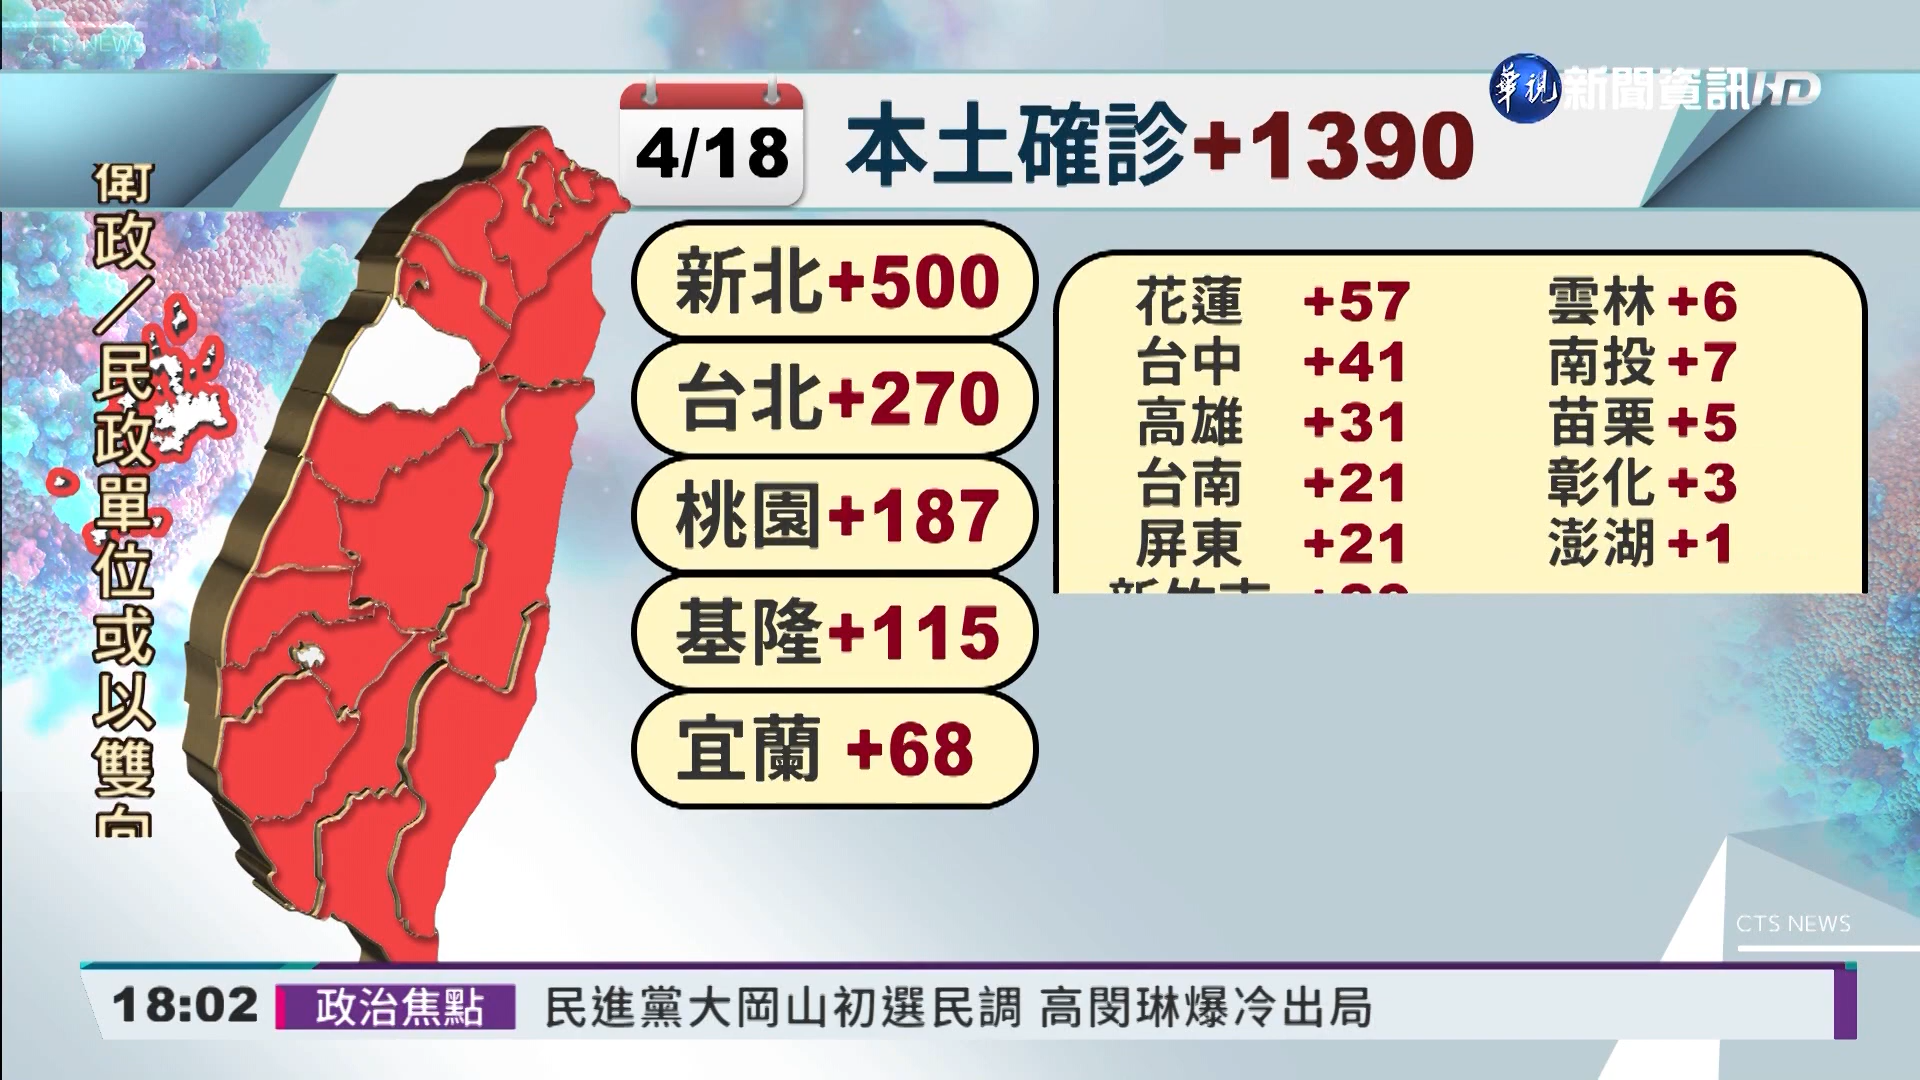 CTS NEWS
華視 新聞資訊HD
4/18
本土確診+1390
衛政／民政單位或以雙向
新北+500
台北+270
桃園+187
基隆+115
宜蘭 +68
花蓮 +57
台中 +41
高雄 +31
台南 +21
屏東 +21
雲林 +6
南投 +7
苗栗 +5
彰化 +3
澎湖 +1
CTS NEWS
18:02 政治焦點 民進黨大岡山初選民調 高閔琳爆冷出局